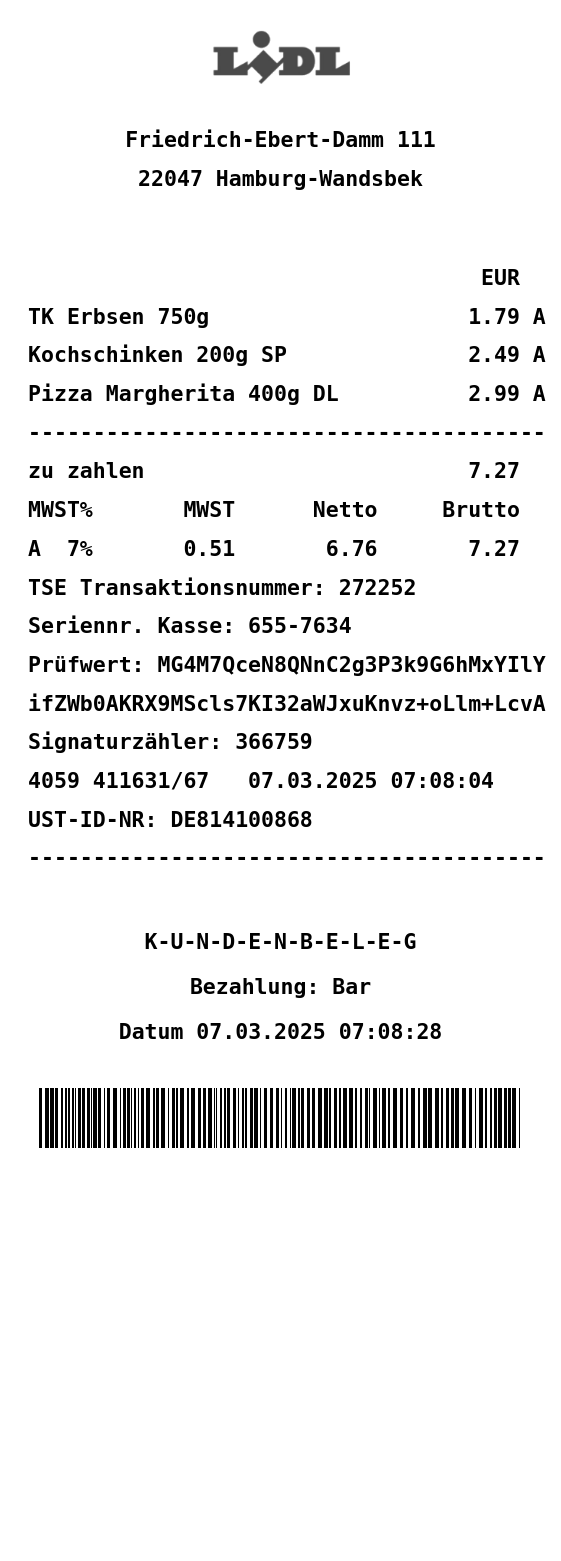 LIDL
Friedrich-Ebert-Damm 111
22047 Hamburg-Wandsbek
EUR
TK Erbsen 750g 1.79 A
Kochschinken 200g SP 2.49 A
Pizza Margherita 400g DL 2.99 A
----------------------------------------
zu zahlen 7.27
MWST% MWST Netto Brutto
A 7% 0.51 6.76 7.27
TSE Transaktionsnummer: 272252
Seriennr. Kasse: 655-7634
Prüfwert: MG4M7QceN8QNnC2g3P3k9G6hMxYIlY
ifZWb0AKRX9MScls7KI32aWJxuKnvz+oLlm+LcvA
Signaturzähler: 366759
4059 411631/67 07.03.2025 07:08:04
UST-ID-NR: DE814100868
----------------------------------------
K-U-N-D-E-N-B-E-L-E-G
Bezahlung: Bar
Datum 07.03.2025 07:08:28